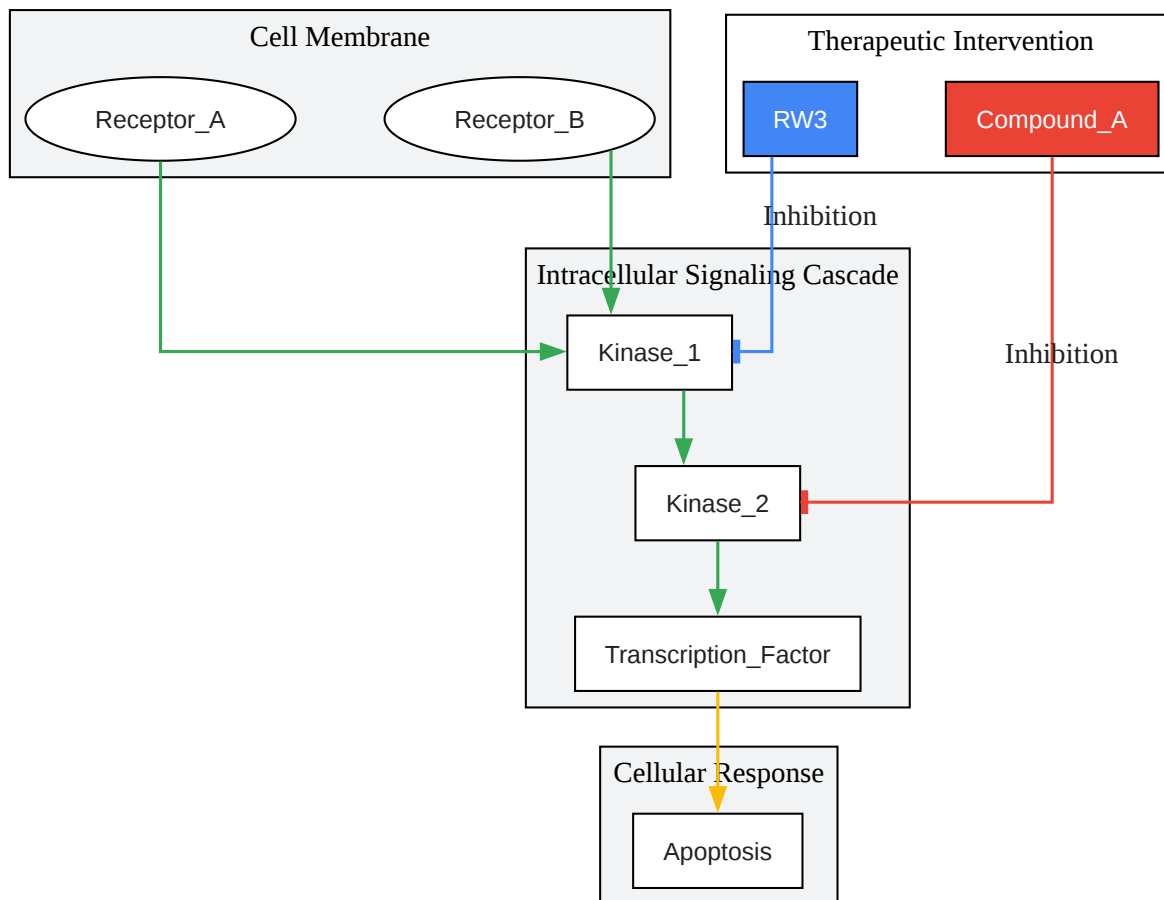 Cell Membrane
Receptor_A
Receptor_B
Therapeutic Intervention
RW3
Compound_A
Inhibition
Intracellular Signaling Cascade
Kinase_1
Inhibition
Kinase_2
Transcription_Factor
Cellular Response
Apoptosis